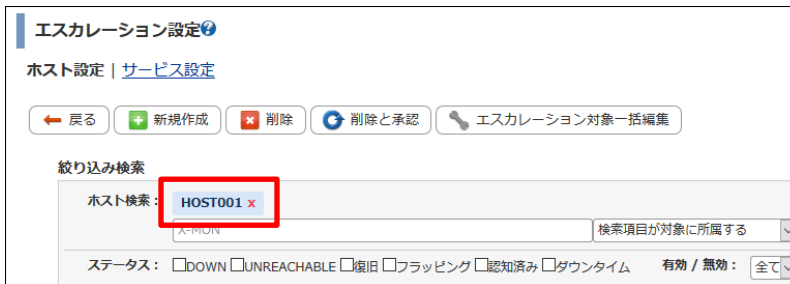 エスカレーション設定?
ホスト設定 | サービス設定
戻る 新規作成 削除 削除と承認 エスカレーション対象一括編集
絞り込み検索
ホスト検索： HOST001 x
X-MON 検索項目が対象に所属する
ステータス： DOWN UNREACHABLE 復旧 フラッピング 認知済み ダウンタイム 有効 / 無効： 全て